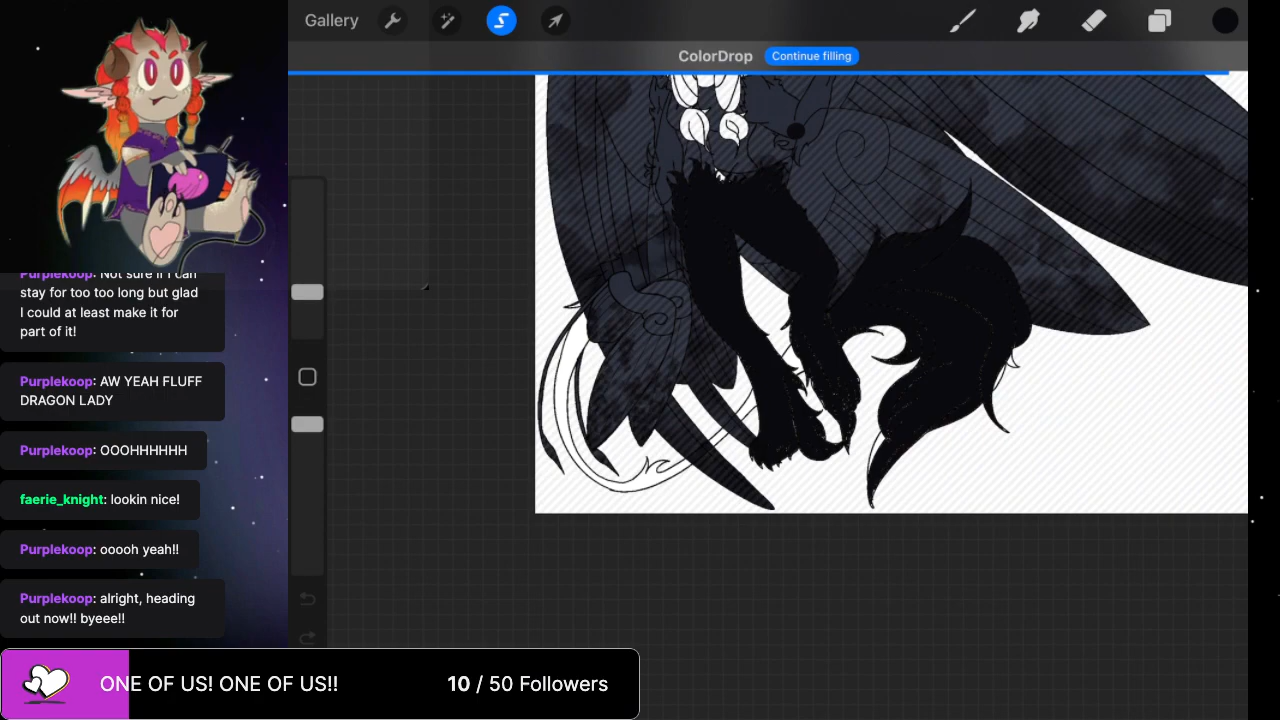 Gallery
ColorDrop Continue filling
Purplekoop: Not sure if I can
stay for too too long but glad
I could at least make it for
part of it!
Purplekoop: AW YEAH FLUFF
DRAGON LADY
Purplekoop: OOOHHHHHH
faerie_knight: lookin nice!
Purplekoop: ooooh yeah!!
Purplekoop: alright, heading
out now!! byeee!!
ONE OF US! ONE OF US!! 10 / 50 Followers